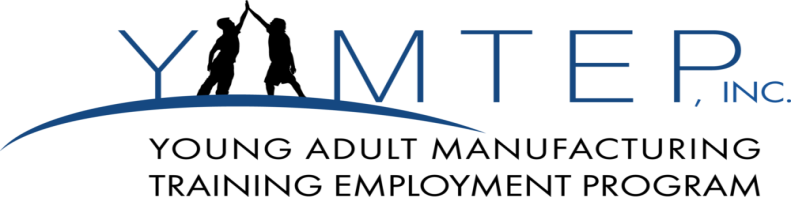 YAMTEP, INC.
YOUNG ADULT MANUFACTURING
TRAINING EMPLOYMENT PROGRAM